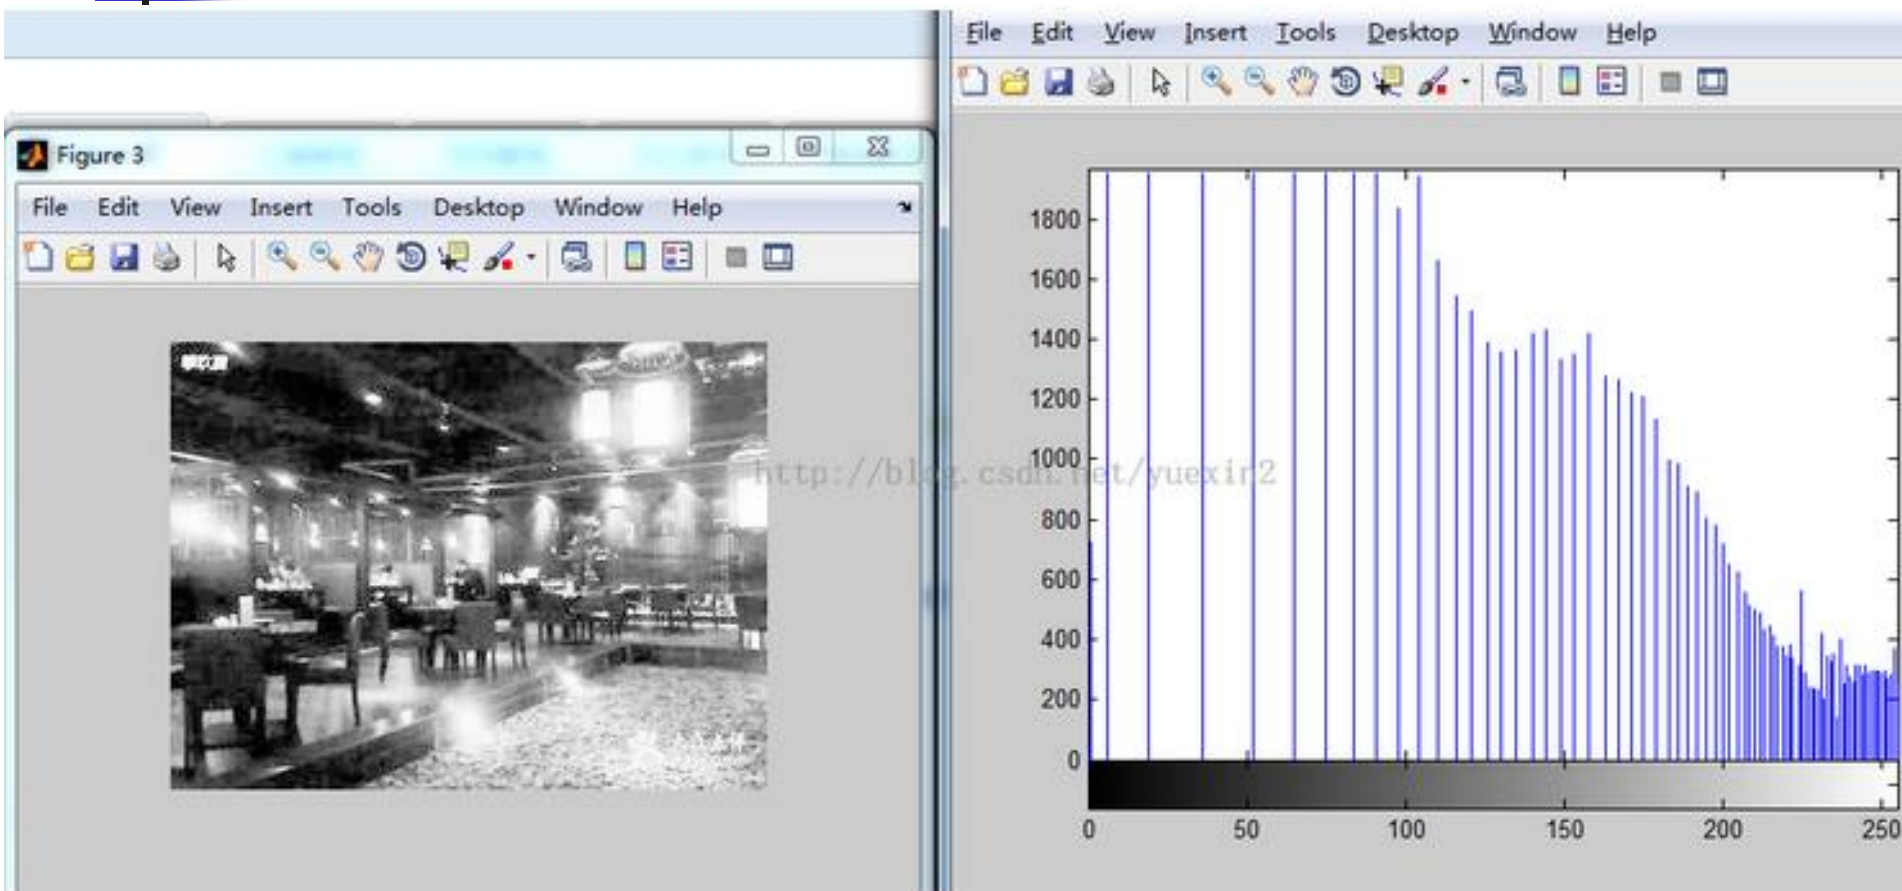 File Edit View Insert Tools Desktop Window Help
Figure 3
File Edit View Insert Tools Desktop Window Help
1800
1600
1400
1200
1000
800
600
400
200
0
0 50 100 150 200 250
http://blog.csdn.net/yuexin2